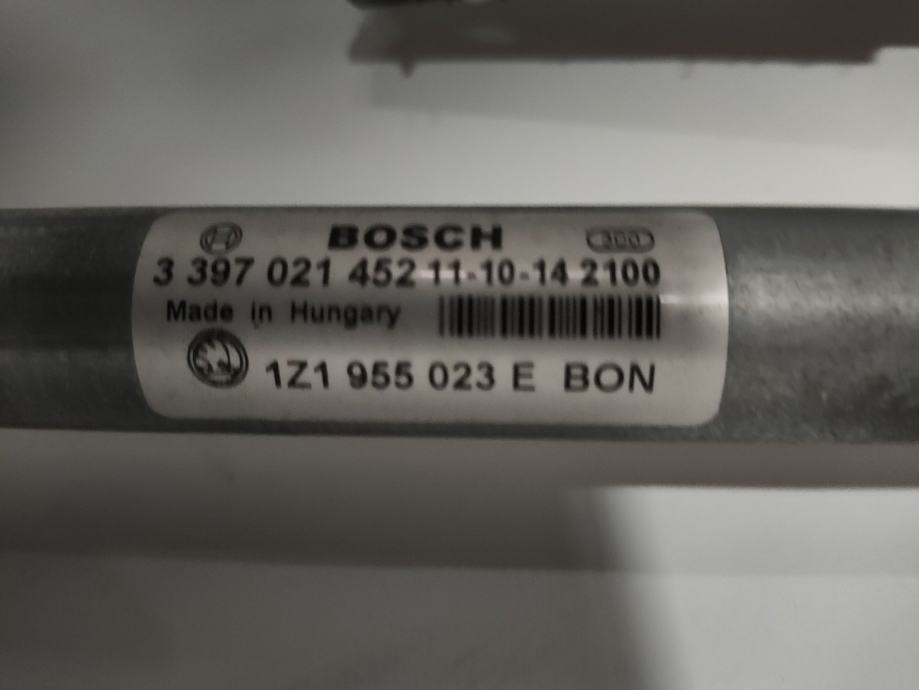 BOSCH
3 397 021 452 11-10-14 2100
Made in Hungary
1Z1 955 023 E BON